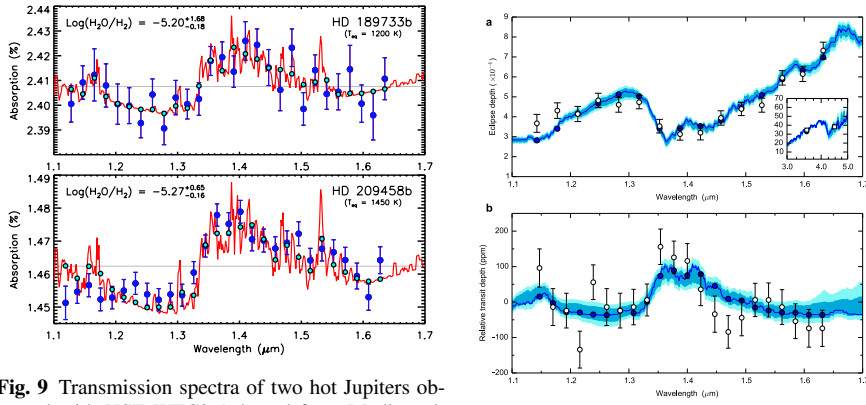 Log(H₂O/H₂) = −5.20 +1.68 −0.18
HD 189733b
(T_eq = 1200 K)
Absorption (%)
2.44
2.43
2.42
2.41
2.40
2.39
1.1 1.2 1.3 1.4 1.5 1.6 1.7
Log(H₂O/H₂) = −5.27 +0.65 −0.16
HD 209458b
(T_eq = 1450 K)
Absorption (%)
1.49
1.48
1.47
1.46
1.45
1.1 1.2 1.3 1.4 1.5 1.6 1.7
Wavelength (μm)
Fig. 9 Transmission spectra of two hot Jupiters ob-
a
Eclipse depth (×10⁻⁴)
9
8
7
6
5
4
3
2
70
60
50
40
30
20
10
0
3.0 4.0 5.0
1.1 1.2 1.3 1.4 1.5 1.6 1.7
Wavelength (μm)
b
Relative transit depth (ppm)
200
100
0
-100
-200
1.1 1.2 1.3 1.4 1.5 1.6 1.7
Wavelength (μm)